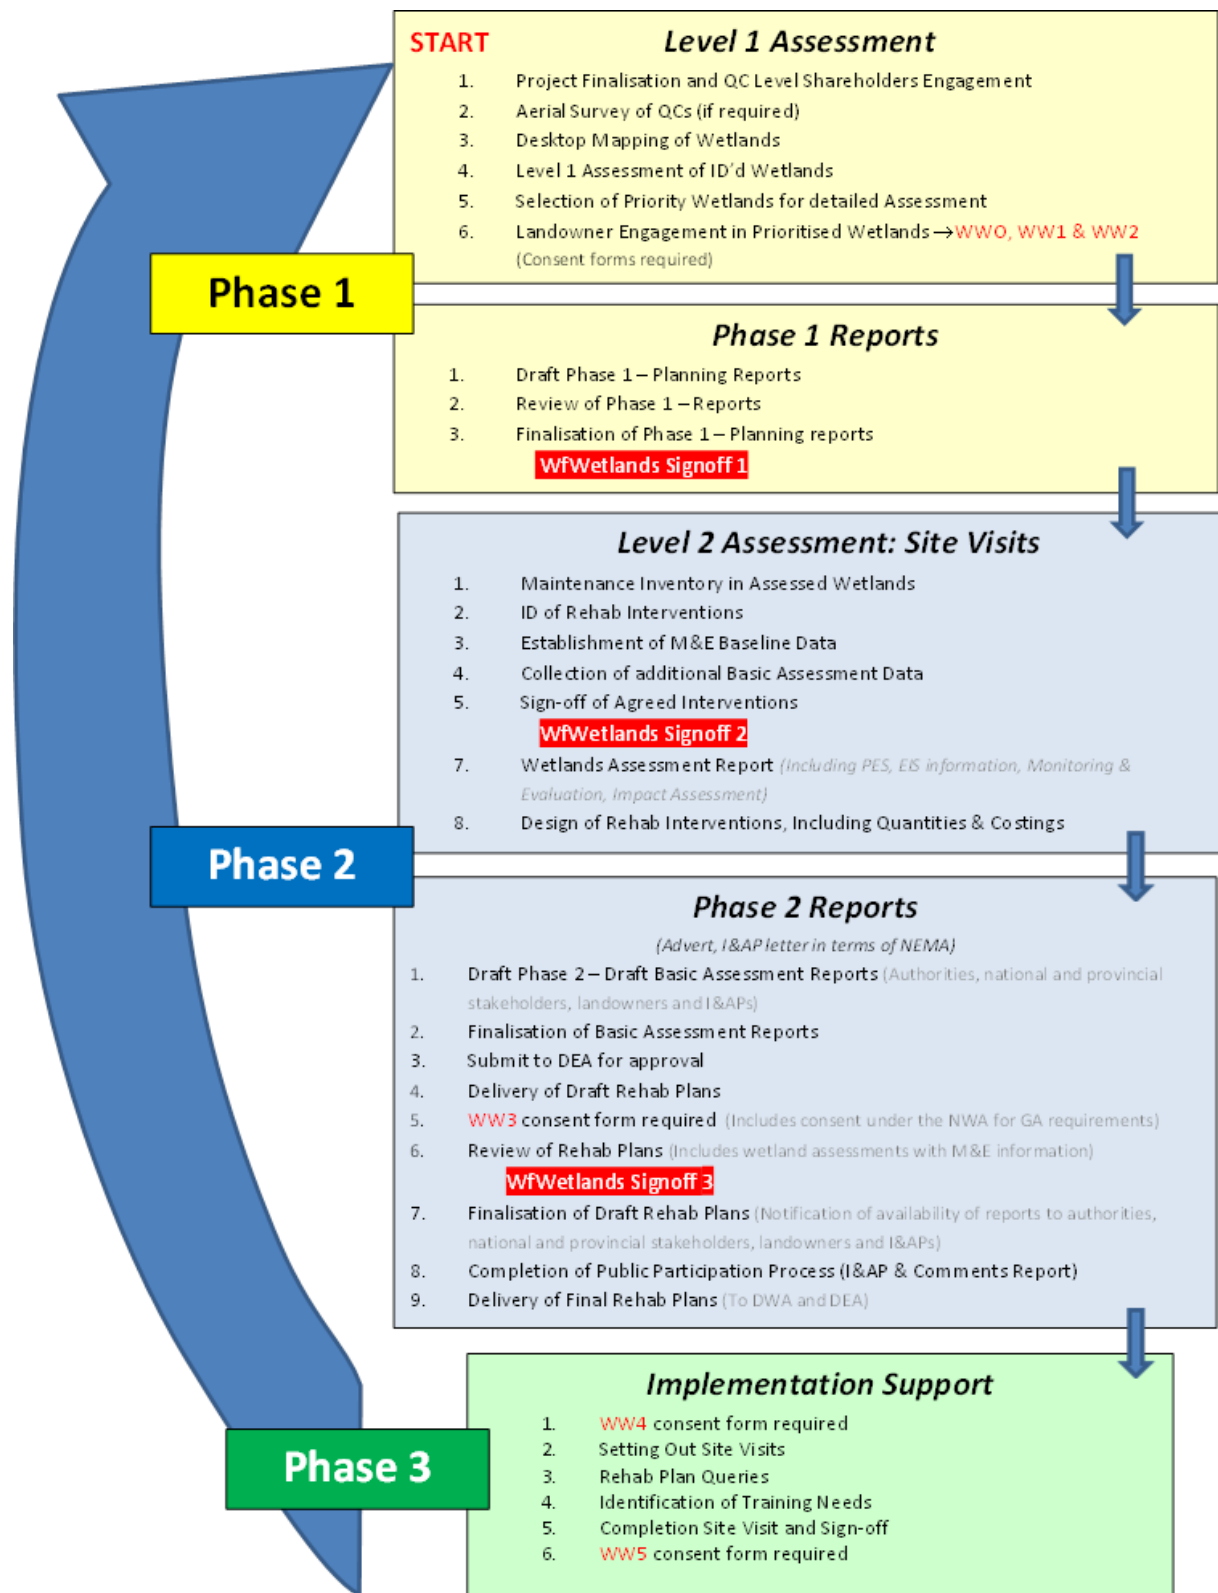 START Level 1 Assessment
1. Project Finalisation and QC Level Shareholders Engagement
2. Aerial Survey of QCs (if required)
3. Desktop Mapping of Wetlands
4. Level 1 Assessment of ID'd Wetlands
5. Selection of Priority Wetlands for detailed Assessment
6. Landowner Engagement in Prioritised Wetlands →WW0, WW1 & WW2
(Consent forms required)
Phase 1
Phase 1 Reports
1. Draft Phase 1 – Planning Reports
2. Review of Phase 1 – Reports
3. Finalisation of Phase 1 – Planning reports
WfWetlands Signoff 1
Level 2 Assessment: Site Visits
1. Maintenance Inventory in Assessed Wetlands
2. ID of Rehab Interventions
3. Establishment of M&E Baseline Data
4. Collection of additional Basic Assessment Data
5. Sign-off of Agreed Interventions
WfWetlands Signoff 2
7. Wetlands Assessment Report (Including PES, EIS information, Monitoring &
Evaluation, Impact Assessment)
8. Design of Rehab Interventions, Including Quantities & Costings
Phase 2
Phase 2 Reports
(Advert, I&AP letter in terms of NEMA)
1. Draft Phase 2 – Draft Basic Assessment Reports (Authorities, national and provincial
stakeholders, landowners and I&APs)
2. Finalisation of Basic Assessment Reports
3. Submit to DEA for approval
4. Delivery of Draft Rehab Plans
5. WW3 consent form required (Includes consent under the NWA for GA requirements)
6. Review of Rehab Plans (Includes wetland assessments with M&E information)
WfWetlands Signoff 3
7. Finalisation of Draft Rehab Plans (Notification of availability of reports to authorities,
national and provincial stakeholders, landowners and I&APs)
8. Completion of Public Participation Process (I&AP & Comments Report)
9. Delivery of Final Rehab Plans (To DWA and DEA)
Implementation Support
1. WW4 consent form required
2. Setting Out Site Visits
3. Rehab Plan Queries
4. Identification of Training Needs
5. Completion Site Visit and Sign-off
6. WW5 consent form required
Phase 3